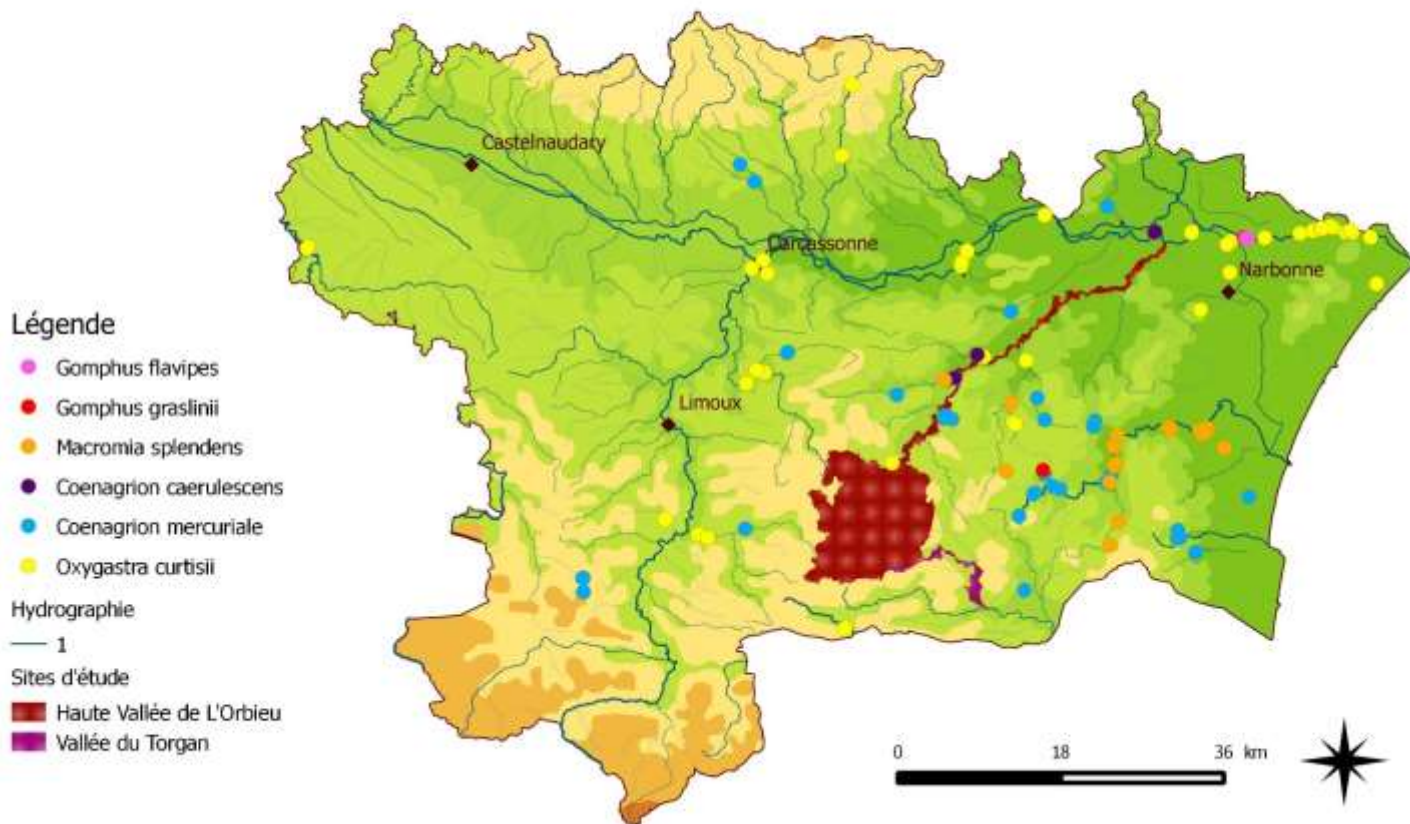 Castelnaudary
Carcassonne
Narbonne
Limoux
Légende
Gomphus flavipes
Gomphus graslinii
Macromia splendens
Coenagrion caerulescens
Coenagrion mercuriale
Oxygastra curtisii
Hydrographie
1
Sites d'étude
Haute Vallée de L'Orbieu
Vallée du Torgan
0 18 36 km